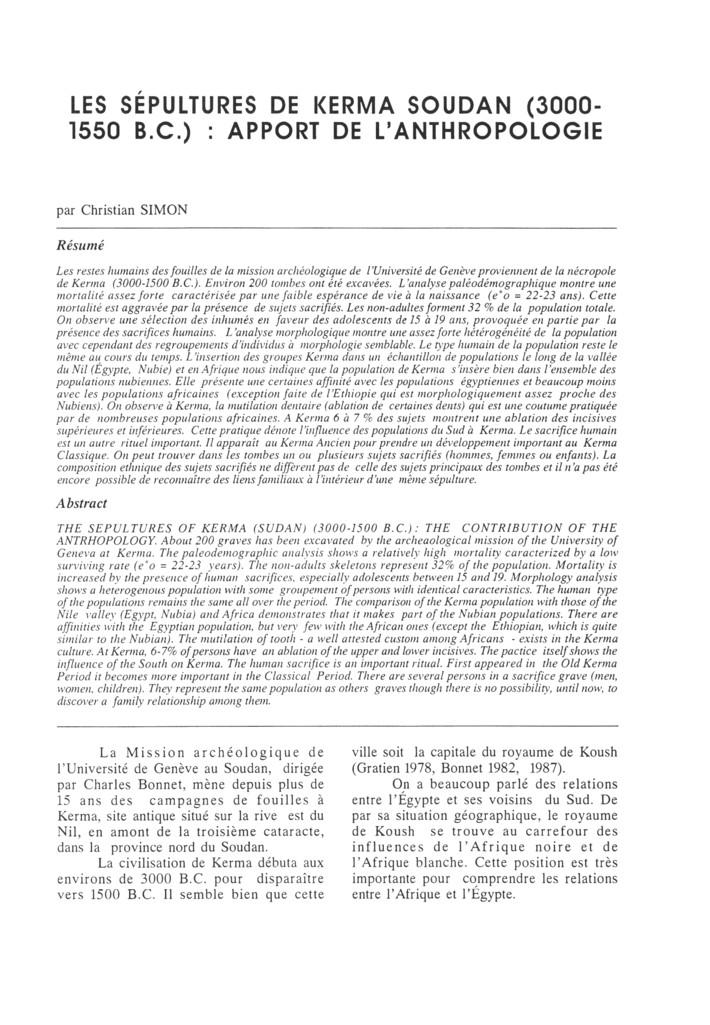 LES SÉPULTURES DE KERMA SOUDAN (3000-
1550 B.C.) : APPORT DE L'ANTHROPOLOGIE
par Christian SIMON
Résumé
Les restes humains des fouilles de la mission archéologique de l'Université de Genève proviennent de la nécropole
de Kerma (3000-1500 B.C.). Environ 200 tombes ont été excavées. L'analyse paléodémographique montre une
mortalité assez forte caractérisée par une faible espérance de vie à la naissance (e°o = 22-23 ans). Cette
mortalité est aggravée par la présence de sujets sacrifiés. Les non-adultes forment 32 % de la population totale.
On observe une sélection des inhumés en faveur des adolescents de 15 à 19 ans, provoquée en partie par la
présence des sacrifices humains. L'analyse morphologique montre une assez forte hétérogénéité de la population
avec cependant des regroupements d'individus à morphologie semblable. Le type humain de la population reste le
même au cours du temps. L'insertion des groupes Kerma dans un échantillon de populations le long de la vallée
du Nil (Égypte, Nubie) et en Afrique nous indique que la population de Kerma s'insère bien dans l'ensemble des
populations nubiennes. Elle présente une certaines affinité avec les populations égyptiennes et beaucoup moins
avec les populations africaines (exception faite de l'Ethiopie qui est morphologiquement assez proche des
Nubiens). On observe à Kerma, la mutilation dentaire (ablation de certaines dents) qui est une coutume pratiquée
par de nombreuses populations africaines. A Kerma 6 à 7 % des sujets montrent une ablation des incisives
supérieures et inférieures. Cette pratique dénote l'influence des populations du Sud à Kerma. Le sacrifice humain
est un autre rituel important. Il apparaît au Kerma Ancien pour prendre un développement important au Kerma
Classique. On peut trouver dans les tombes un ou plusieurs sujets sacrifiés (hommes, femmes ou enfants). La
composition ethnique des sujets sacrifiés ne diffèrent pas de celle des sujets principaux des tombes et il n'a pas été
encore possible de reconnaître des liens familiaux à l'intérieur d'une même sépulture.
Abstract
THE SEPULTURES OF KERMA (SUDAN) (3000-1500 B.C.) : THE CONTRIBUTION OF THE
ANTRHOPOLOGY. About 200 graves has been excavated by the archeaological mission of the University of
Geneva at Kerma. The paleodemographic analysis shows a relatively high mortality characterized by a low
surviving rate (e°o = 22-23 years). The non-adults skeletons represent 32% of the population. Mortality is
increased by the presence of human sacrifices, especially adolescents between 15 and 19. Morphology analysis
shows a heterogenous population with some groupement of persons with identical characteristics. The human type
of the populations remains the same all over the period. The comparison of the Kerma population with those of the
Nile valley (Egypt, Nubia) and Africa demonstrates that it makes part of the Nubian populations. There are
affinities with the Egyptian population, but very few with the African ones (except the Ethiopian, which is quite
similar to the Nubian). The mutilation of tooth - a well attested custom among Africans - exists in the Kerma
culture. At Kerma, 6-7% of persons have an ablation of the upper and lower incisives. The pactice itself shows the
influence of the South on Kerma. The human sacrifice is an important ritual. First appeared in the Old Kerma
Period it becomes more important in the Classical Period. There are several persons in a sacrifice grave (men,
women, children). They represent the same population as others graves though there is no possibility, until now, to
discover a family relationship among them.
La Mission archéologique de
l'Université de Genève au Soudan, dirigée
par Charles Bonnet, mène depuis plus de
15 ans des campagnes de fouilles à
Kerma, site antique situé sur la rive est du
Nil, en amont de la troisième cataracte,
dans la province nord du Soudan.
La civilisation de Kerma débuta aux
environs de 3000 B.C. pour disparaître
vers 1500 B.C. Il semble bien que cette
ville soit la capitale du royaume de Koush
(Gratien 1978, Bonnet 1982, 1987).
On a beaucoup parlé des relations
entre l'Égypte et ses voisins du Sud. De
par sa situation géographique, le royaume
de Koush se trouve au carrefour des
influences de l'Afrique noire et de
l'Afrique blanche. Cette position est très
importante pour comprendre les relations
entre l'Afrique et l'Égypte.